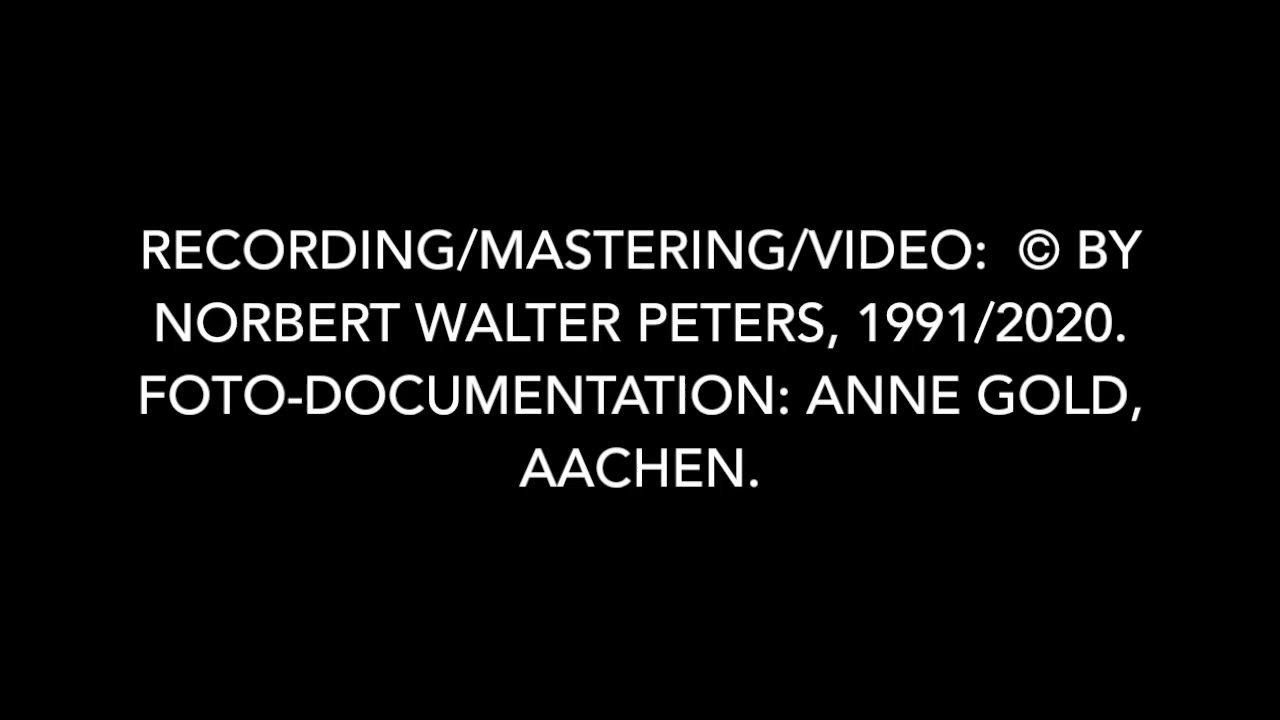 RECORDING/MASTERING/VIDEO:  © BY
NORBERT WALTER PETERS, 1991/2020.
FOTO-DOCUMENTATION: ANNE GOLD,
AACHEN.